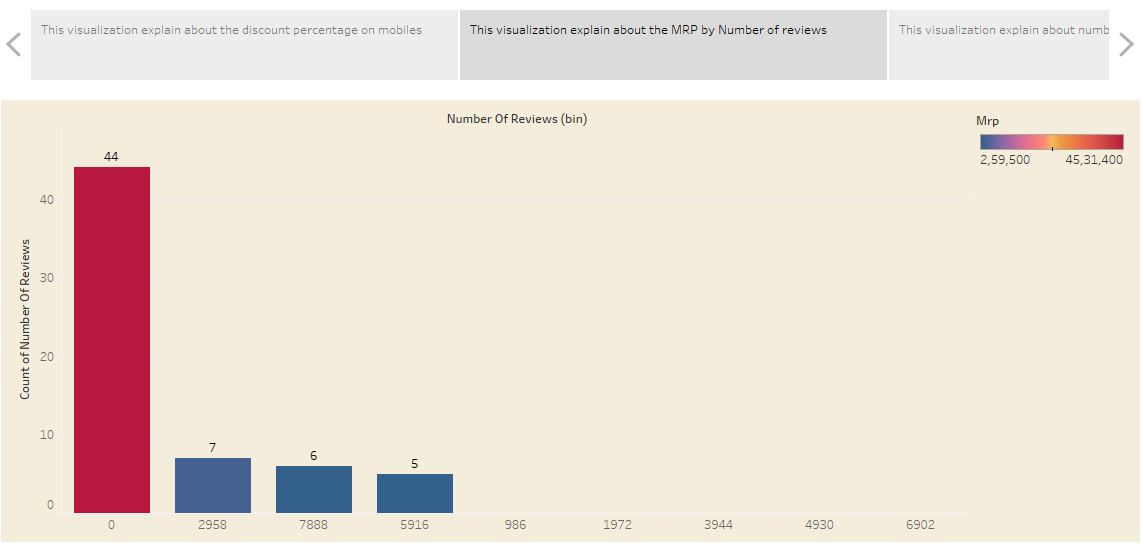 This visualization explain about the discount percentage on mobiles
This visualization explain about the MRP by Number of reviews
This visualization explain about numb
Number Of Reviews (bin)
Mrp
2,59,500 45,31,400
Count of Number Of Reviews
40
30
20
10
0
44
7
6
5
0 2958 7888 5916 986 1972 3944 4930 6902